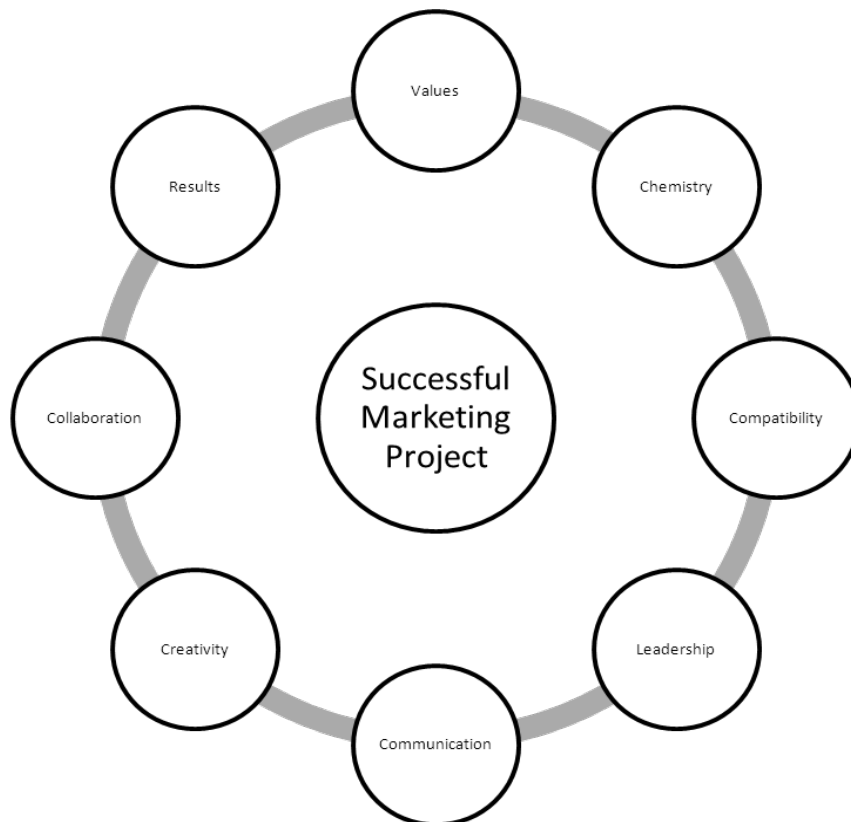 Values
Results
Chemistry
Successful
Marketing
Project
Collaboration
Compatibility
Creativity
Leadership
Communication